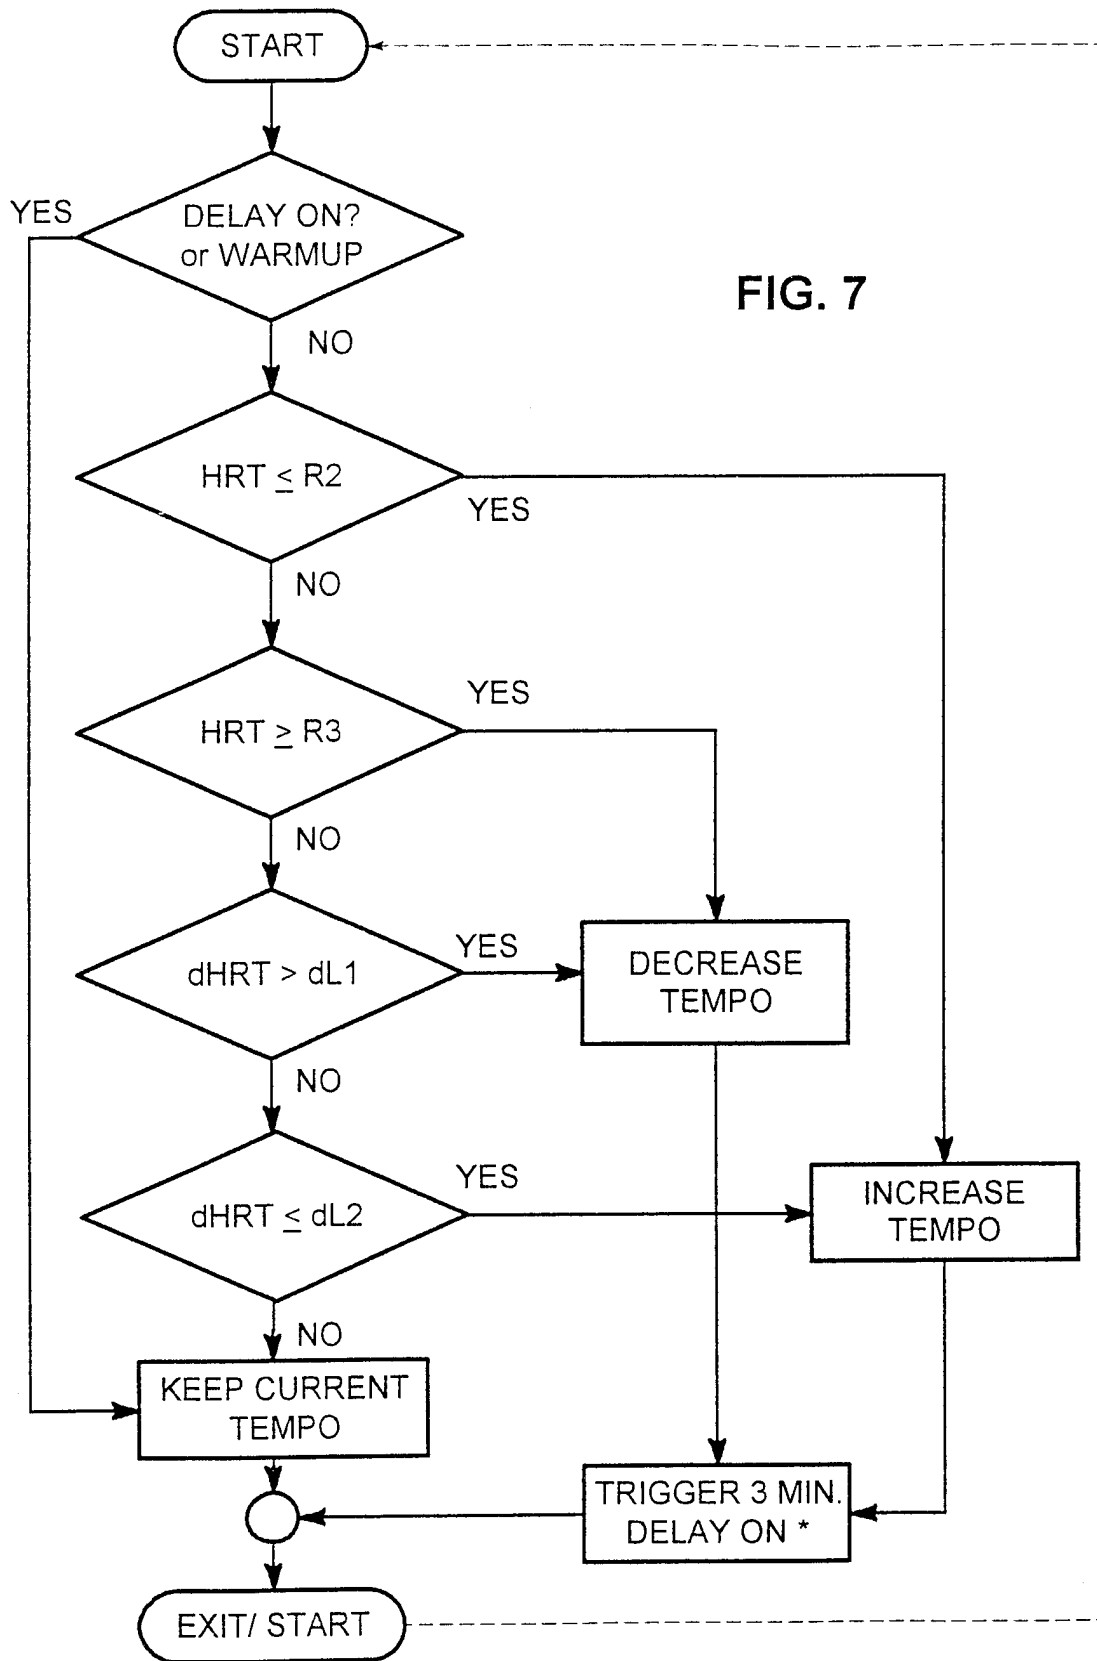 START
YES
DELAY ON?
or WARMUP
FIG. 7
NO
HRT ≤ R2
YES
NO
YES
HRT ≥ R3
NO
YES
dHRT > dL1
DECREASE
TEMPO
NO
YES
dHRT ≤ dL2
INCREASE
TEMPO
NO
KEEP CURRENT
TEMPO
TRIGGER 3 MIN.
DELAY ON *
EXIT/ START